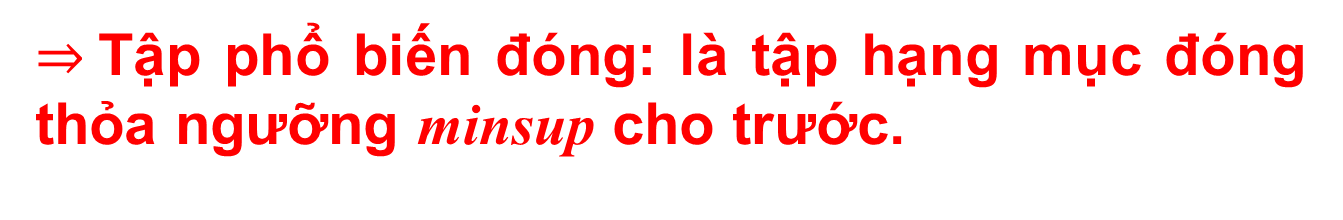 ⇒ Tập phổ biến đóng: là tập hạng mục đóng
thỏa ngưỡng minsup cho trước.